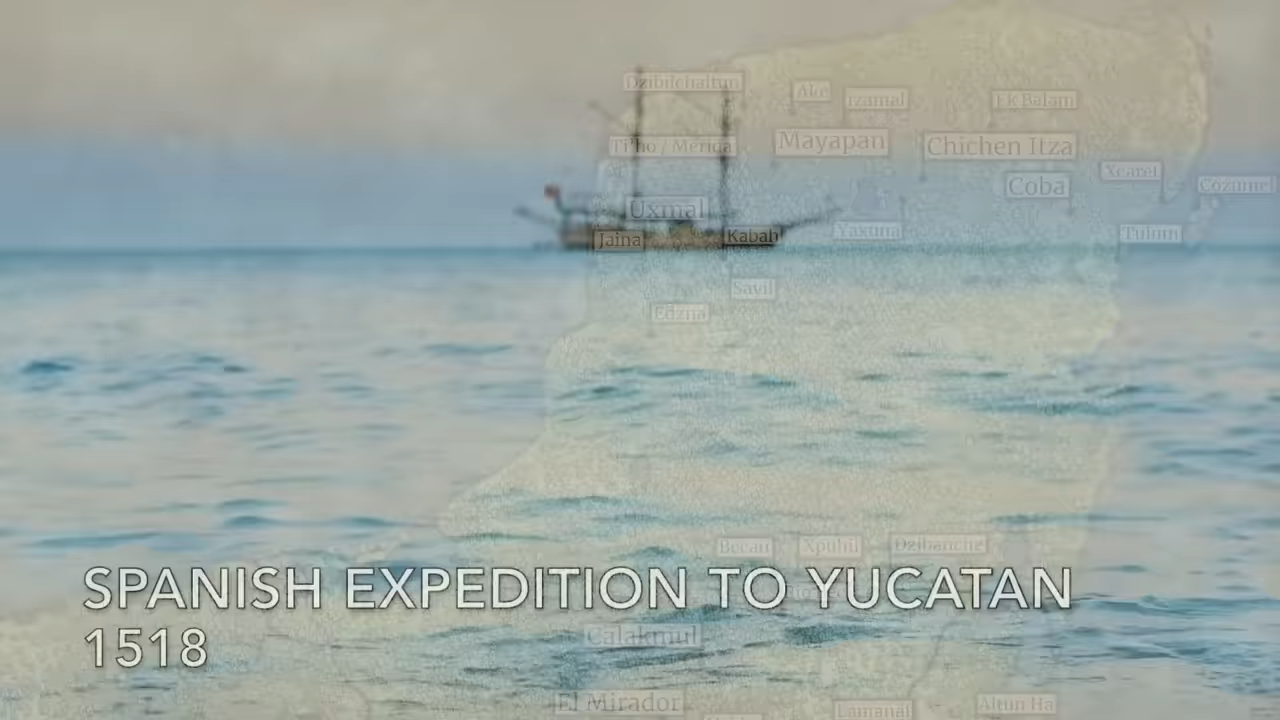 Dzibilchaltun
Ake
Izamal
Ek Balam
Ti'ho / Merida
Mayapan
Chichen Itza
Xcaret
Coba
Cozumel
Uxmal
Jaina
Kabah
Yaxuna
Tulum
Sayil
Edzna
Becan
Xpuhil
Dzibanche
SPANISH EXPEDITION TO YUCATAN
1518
Calakmul
El Mirador
Lamanai
Altun Ha